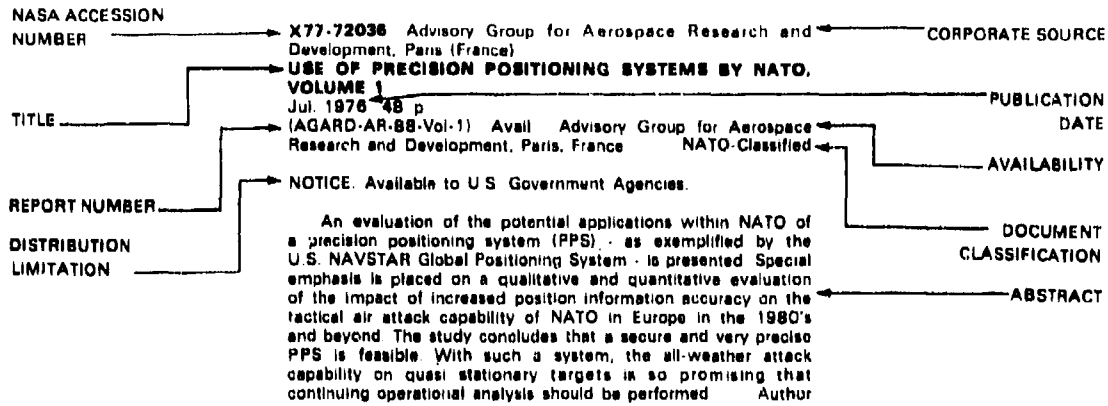 NASA ACCESSION
NUMBER
X77-72036 Advisory Group for Aerospace Research and
Development, Paris (France)
CORPORATE SOURCE
USE OF PRECISION POSITIONING SYSTEMS BY NATO,
VOLUME 1
TITLE
Jul. 1976 48 p
PUBLICATION
DATE
(AGARD-AR-88-Vol-1) Avail Advisory Group for Aerospace
Research and Development, Paris, France NATO-Classified
AVAILABILITY
REPORT NUMBER
NOTICE. Available to U S Government Agencies.
DISTRIBUTION
LIMITATION
DOCUMENT
CLASSIFICATION
An evaluation of the potential applications within NATO of
a precision positioning system (PPS) - as exemplified by the
U.S. NAVSTAR Global Positioning System - is presented Special
emphasis is placed on a qualitative and quantitative evaluation
of the impact of increased position information accuracy on the
tactical air attack capability of NATO in Europe in the 1980's
and beyond The study concludes that a secure and very precise
PPS is feasible. With such a system, the all-weather attack
capability on quasi stationary targets is so promising that
continuing operational analysis should be performed Author
ABSTRACT